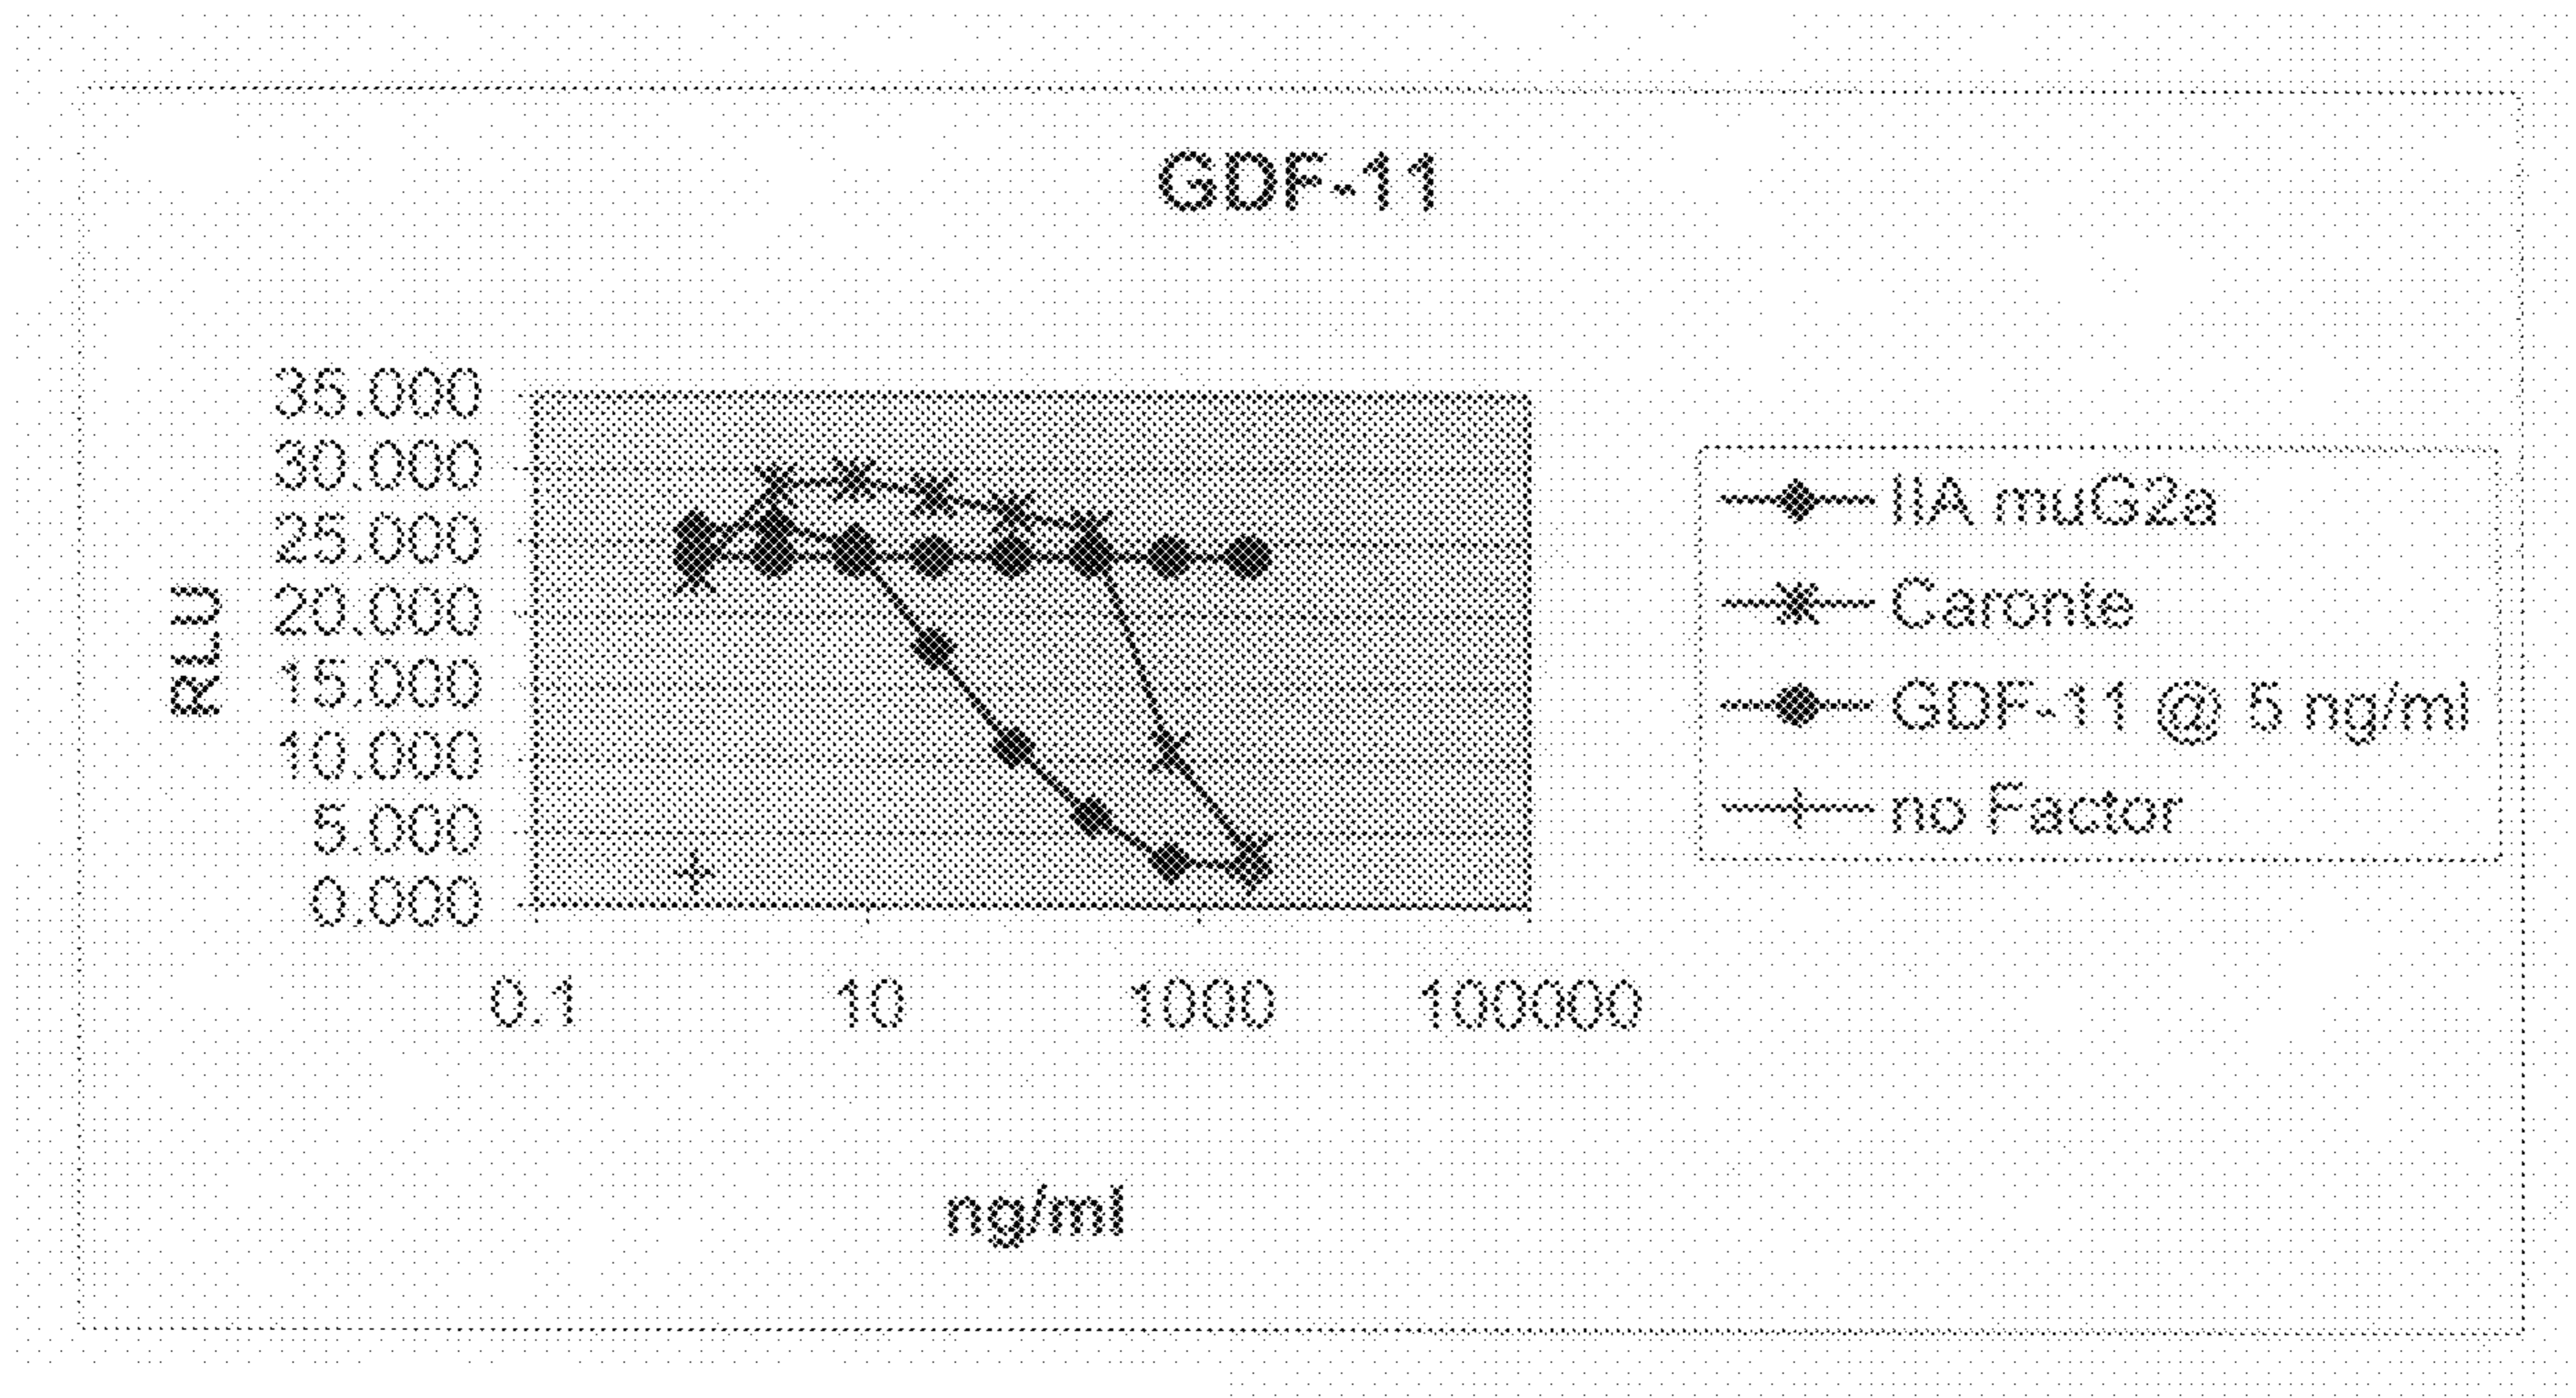 GDF-11
RLU
35.000
30.000
25.000
20.000
15.000
10.000
5.000
0.000
0.1 10 1000 100000
ng/ml
IIA muG2a
Caronte
GDF-11 @ 5 ng/ml
no Factor